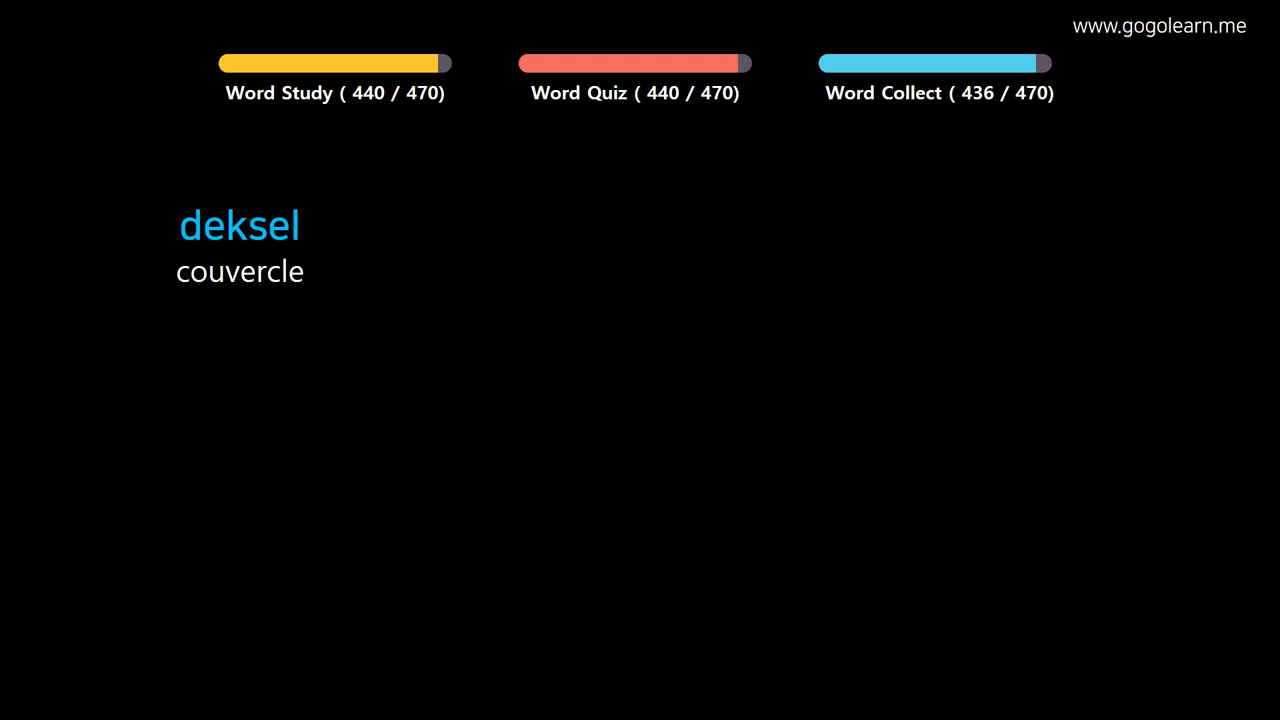 www.gogolearn.me
Word Study ( 440 / 470)
Word Quiz ( 440 / 470)
Word Collect ( 436 / 470)
deksel
couvercle